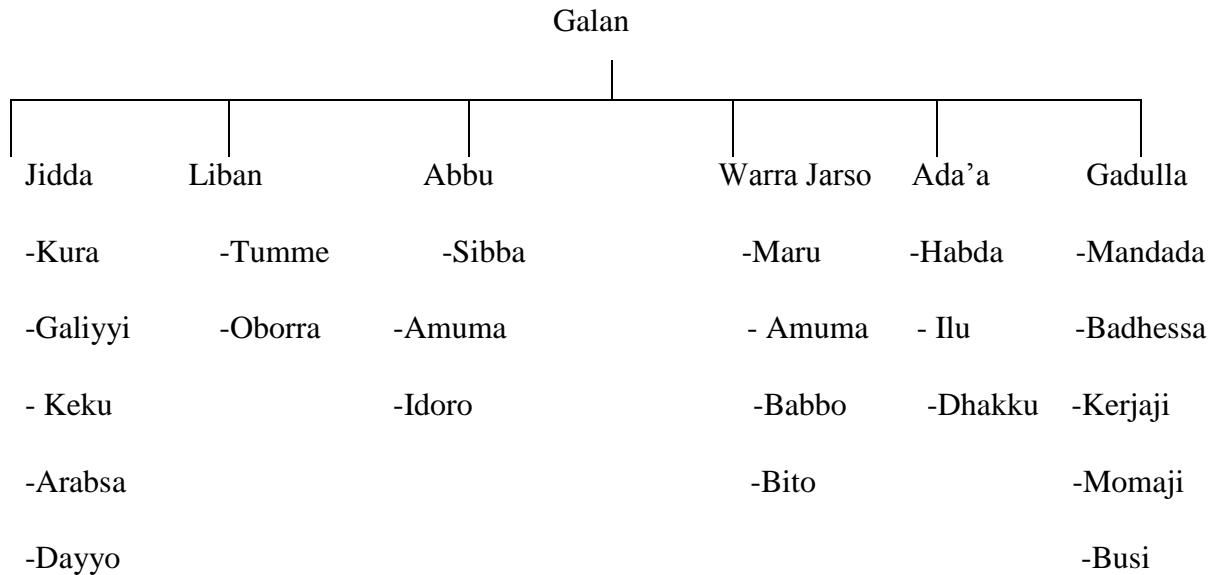 Galan
Jidda Liban Abbu Warra Jarso Ada’a Gadulla
-Kura -Tumme -Sibba -Maru -Habda -Mandada
-Galiyyi -Oborra -Amuma - Amuma - Ilu -Badhessa
- Keku -Idoro -Babbo -Dhakku -Kerjaji
-Arabsa -Bito -Momaji
-Dayyo -Busi